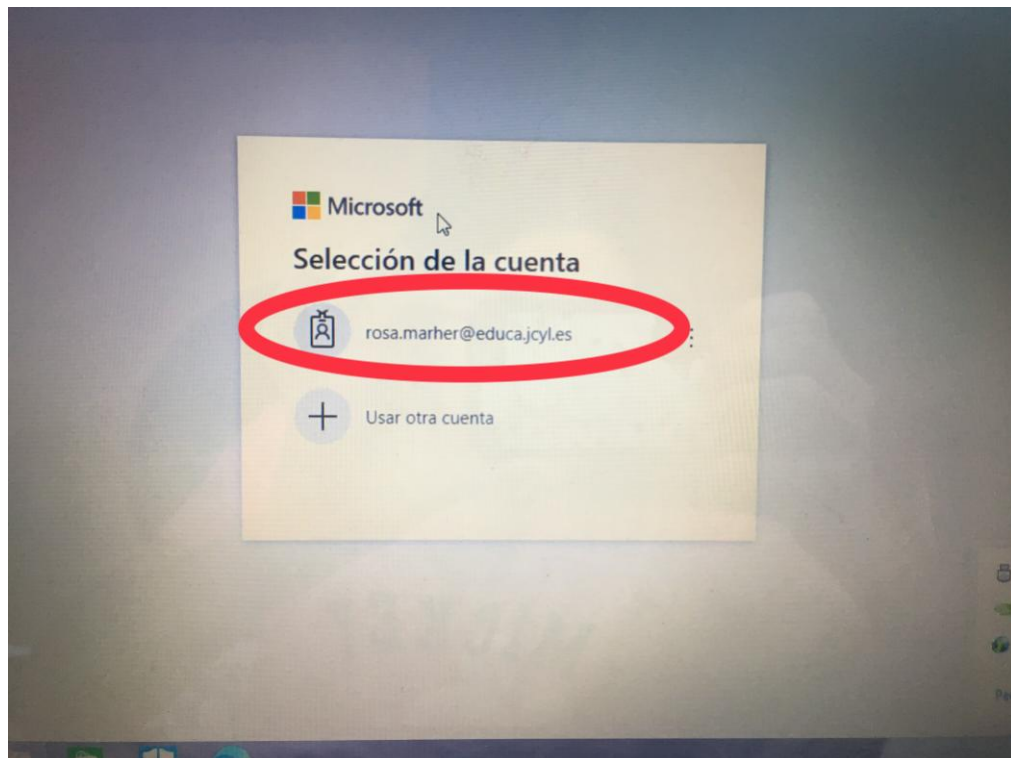 Microsoft
Selección de la cuenta
rosa.marher@educa.jcyl.es
Usar otra cuenta